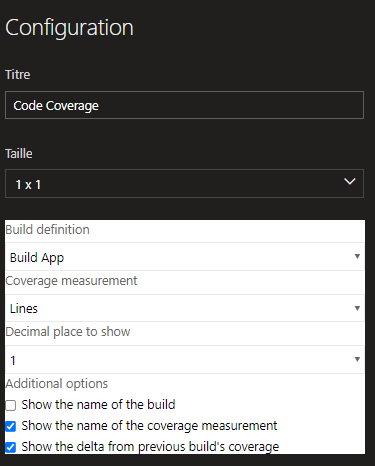 Configuration
Titre
Code Coverage
Taille
1 x 1
Build definition
Build App
Coverage measurement
Lines
Decimal place to show
1
Additional options
Show the name of the build
Show the name of the coverage measurement
Show the delta from previous build's coverage